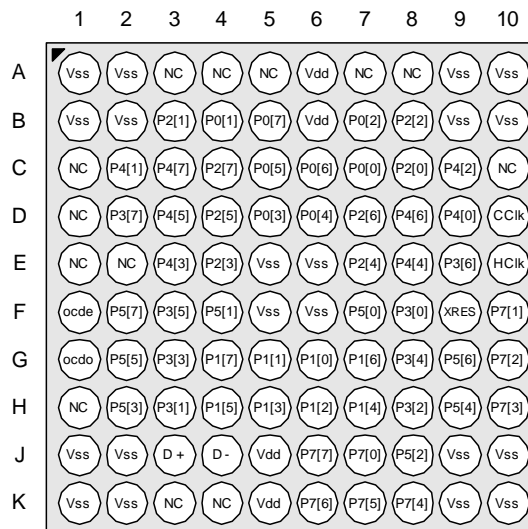 1 2 3 4 5 6 7 8 9 10
A Vss Vss NC NC NC Vdd NC NC Vss Vss
B Vss Vss P2[1] P0[1] P0[7] Vdd P0[2] P2[2] Vss Vss
C NC P4[1] P4[7] P2[7] P0[5] P0[6] P0[0] P2[0] P4[2] NC
D NC P3[7] P4[5] P2[5] P0[3] P0[4] P2[6] P4[6] P4[0] CClk
E NC NC P4[3] P2[3] Vss Vss P2[4] P4[4] P3[6] HClk
F ocde P5[7] P3[5] P5[1] Vss Vss P5[0] P3[0] XRES P7[1]
G ocdo P5[5] P3[3] P1[7] P1[1] P1[0] P1[6] P3[4] P5[6] P7[2]
H NC P5[3] P3[1] P1[5] P1[3] P1[2] P1[4] P3[2] P5[4] P7[3]
J Vss Vss D + D - Vdd P7[7] P7[0] P5[2] Vss Vss
K Vss Vss NC NC Vdd P7[6] P7[5] P7[4] Vss Vss